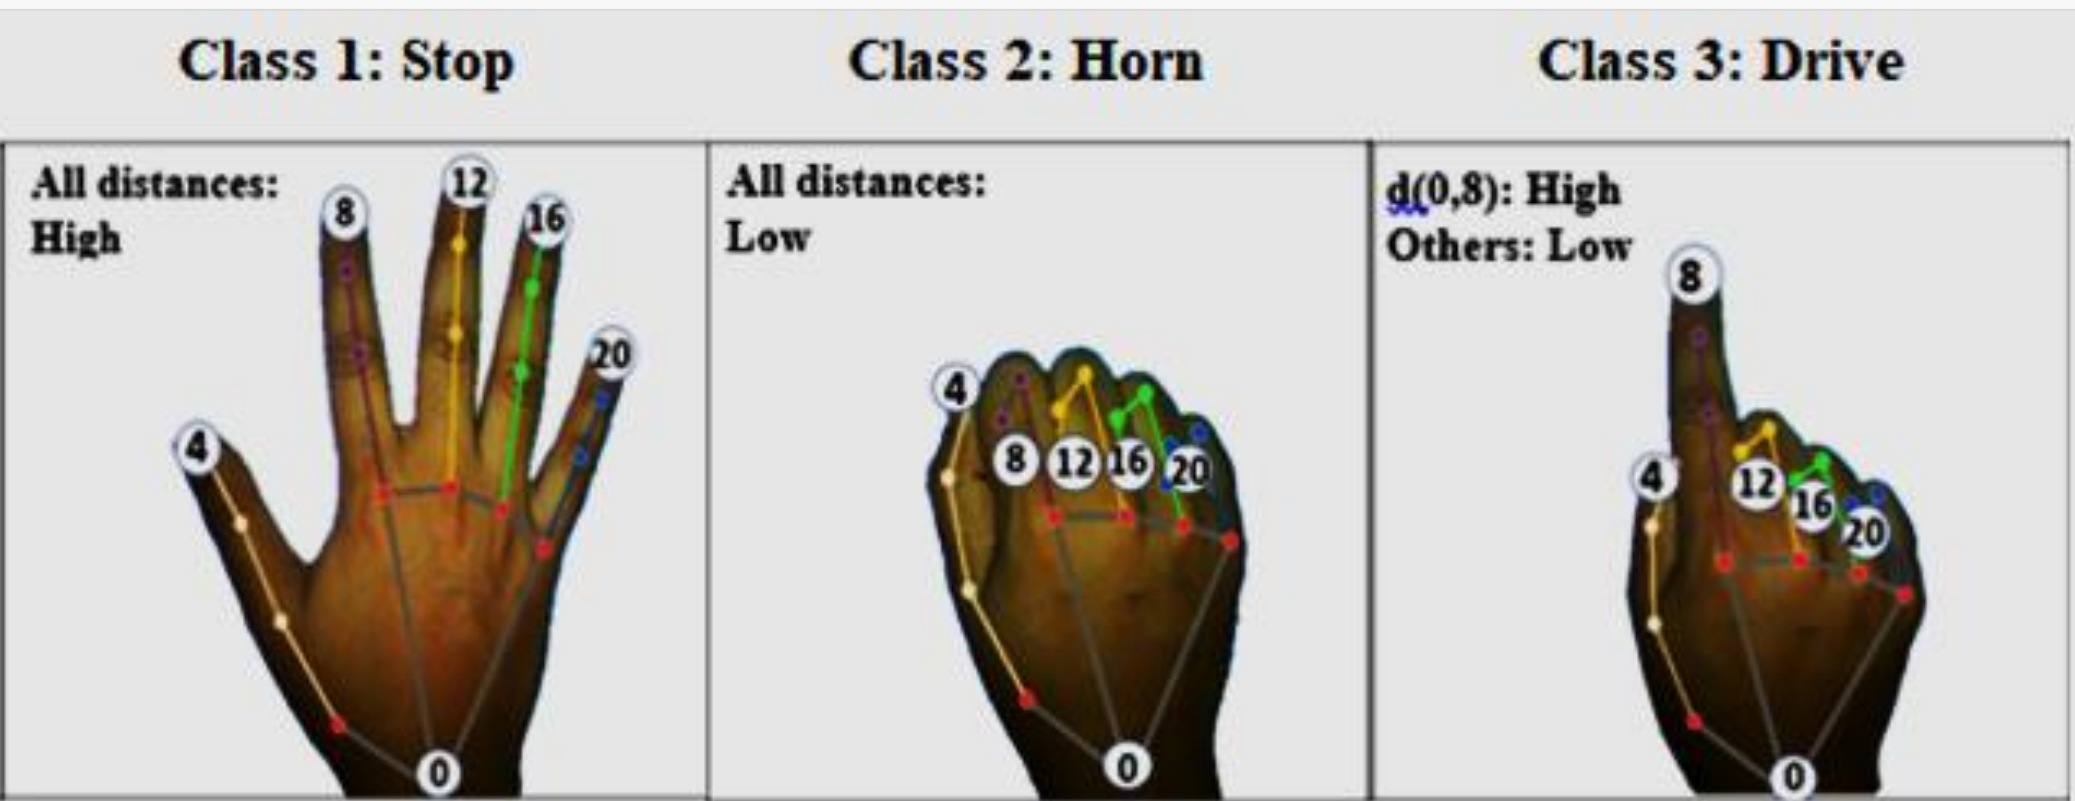 Class 1: Stop
Class 2: Horn
Class 3: Drive
All distances:
High
8
12
16
20
4
0
All distances:
Low
4
8
12
16
20
0
d(0,8): High
Others: Low
8
4
12
16
20
0